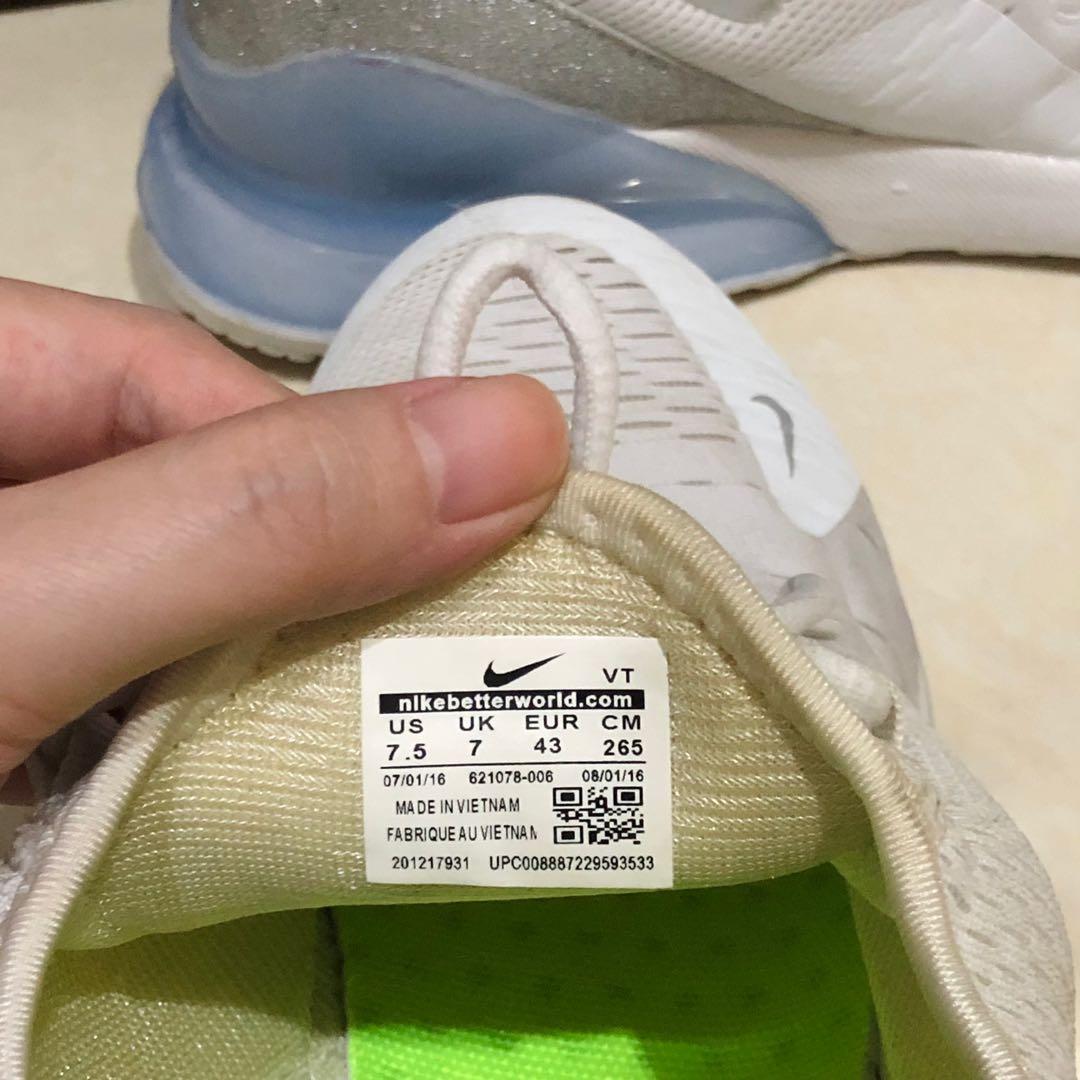 VT
nikebetterworld.com
US UK EUR CM
7.5 7 43 265
07/01/16 621078-006 08/01/16
MADE IN VIETNAM
FABRIQUE AU VIETNAM
201217931 UPC008887229593533